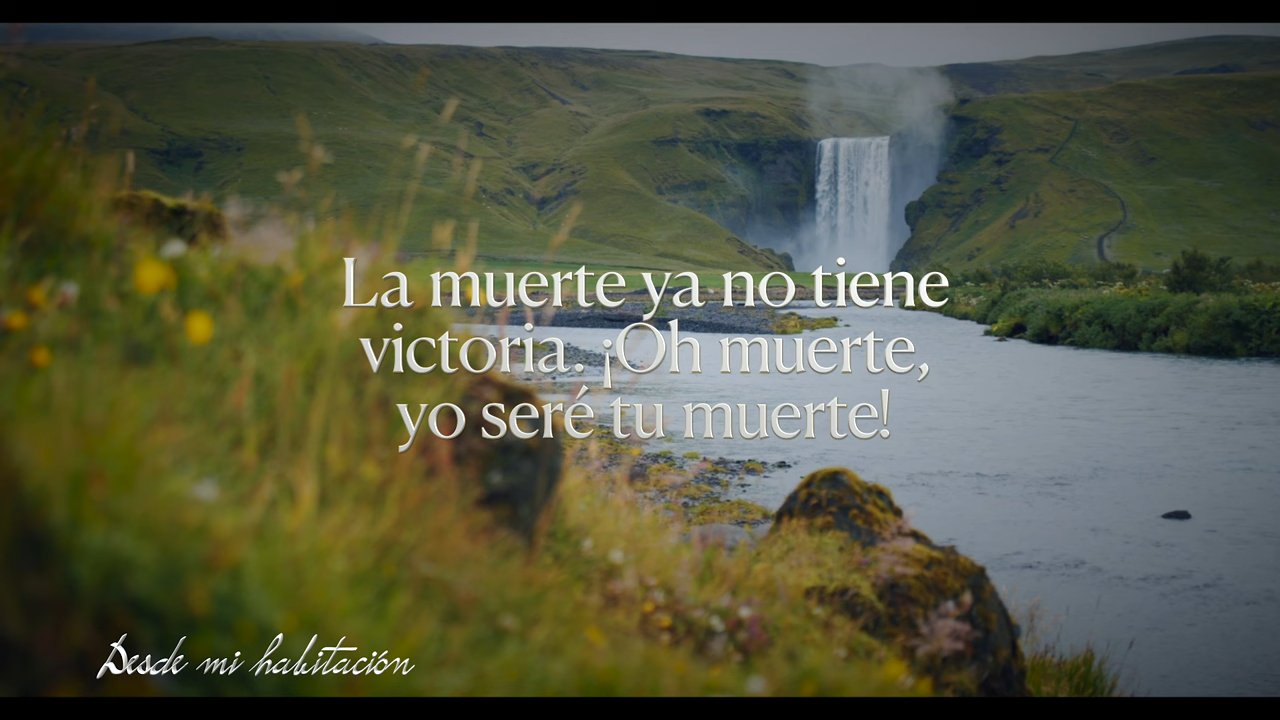 La muerte ya no tiene
victoria. ¡Oh muerte,
yo seré tu muerte!
Desde mi habitación